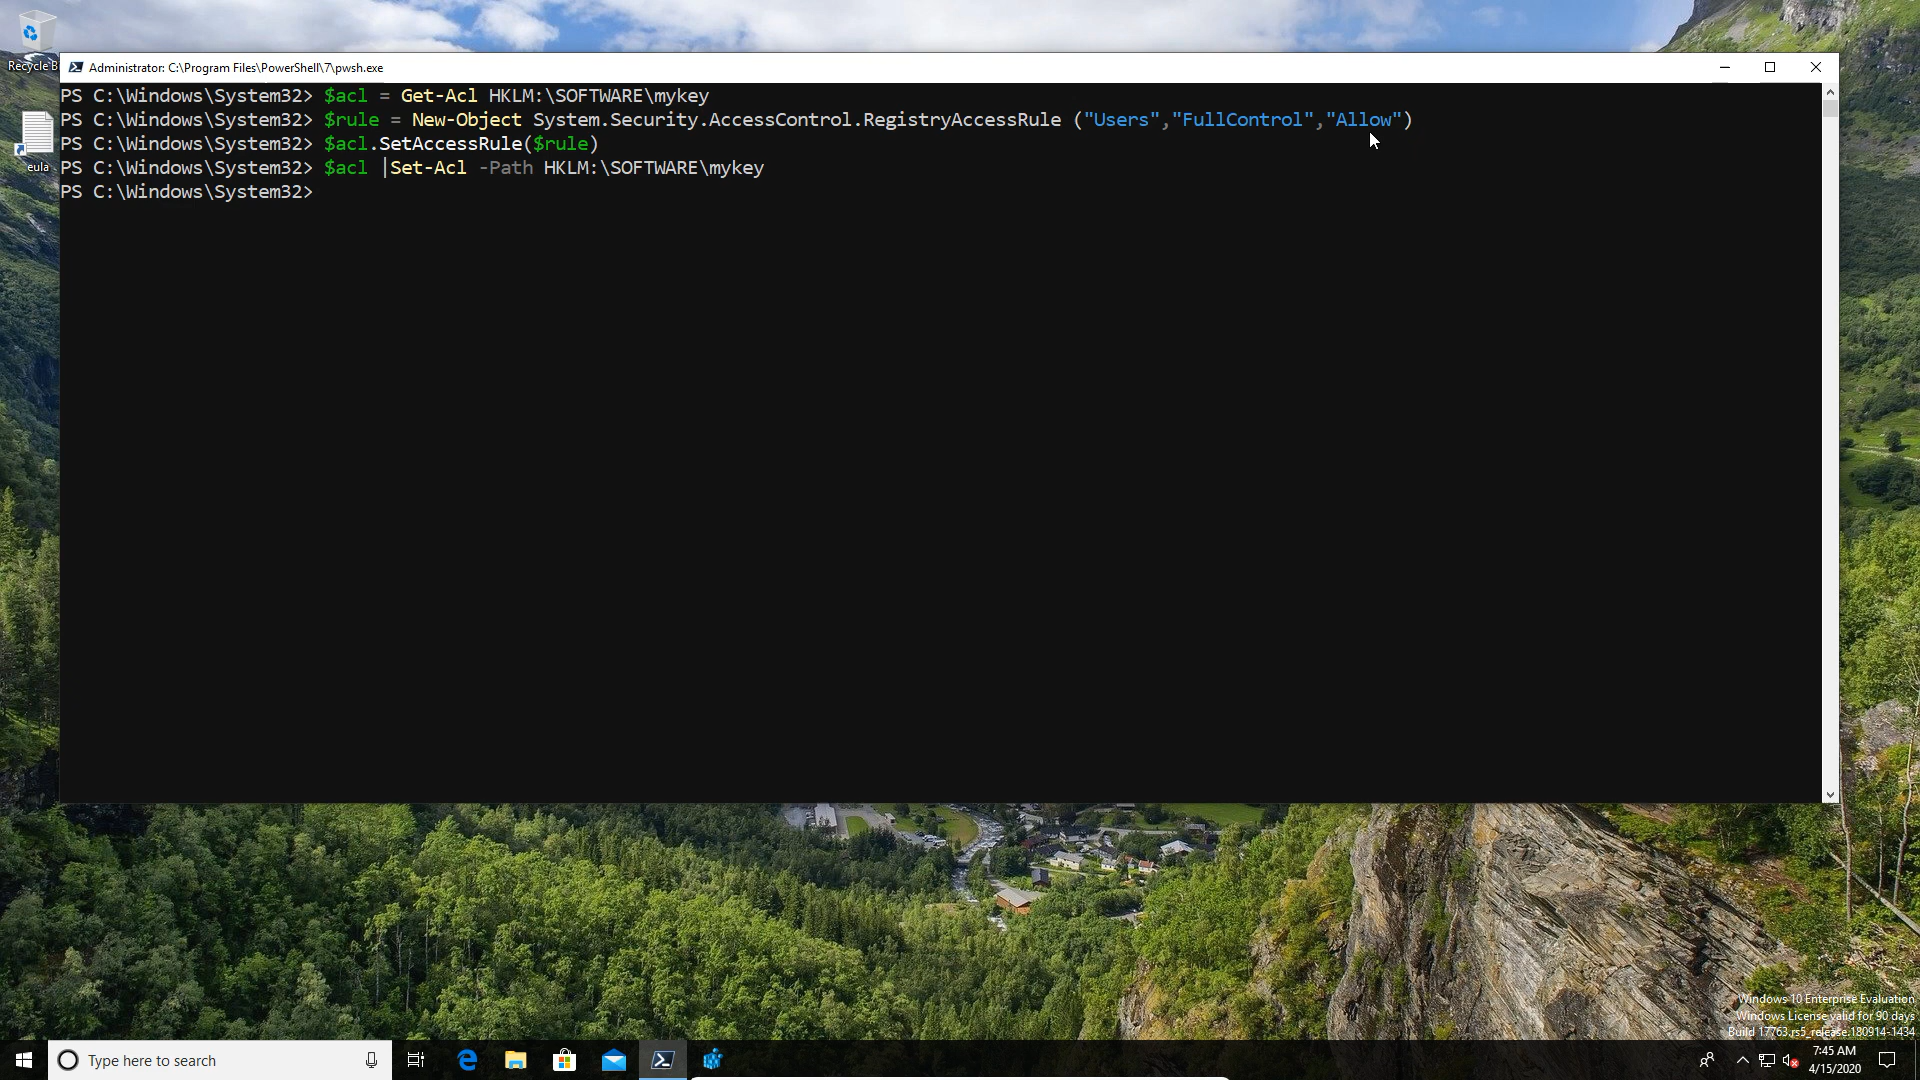 Recycle B
Administrator: C:\Program Files\PowerShell\7\pwsh.exe
PS C:\Windows\System32> $acl = Get-Acl HKLM:\SOFTWARE\mykey
PS C:\Windows\System32> $rule = New-Object System.Security.AccessControl.RegistryAccessRule ("Users","FullControl","Allow")
PS C:\Windows\System32> $acl.SetAccessRule($rule)
PS C:\Windows\System32> $acl |Set-Acl -Path HKLM:\SOFTWARE\mykey
PS C:\Windows\System32>
eula
Windows 10 Enterprise Evaluation
Windows License valid for 90 days
Build 17763.rs5_release.180914-1434
Type here to search
7:45 AM
4/15/2020